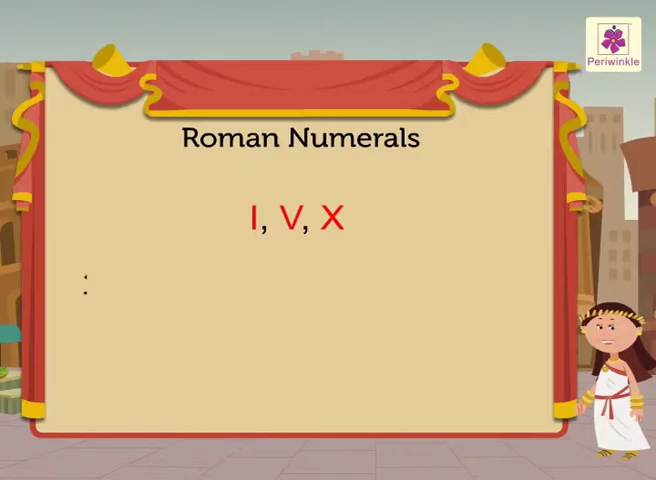 Periwinkle
Roman Numerals
I, V, X